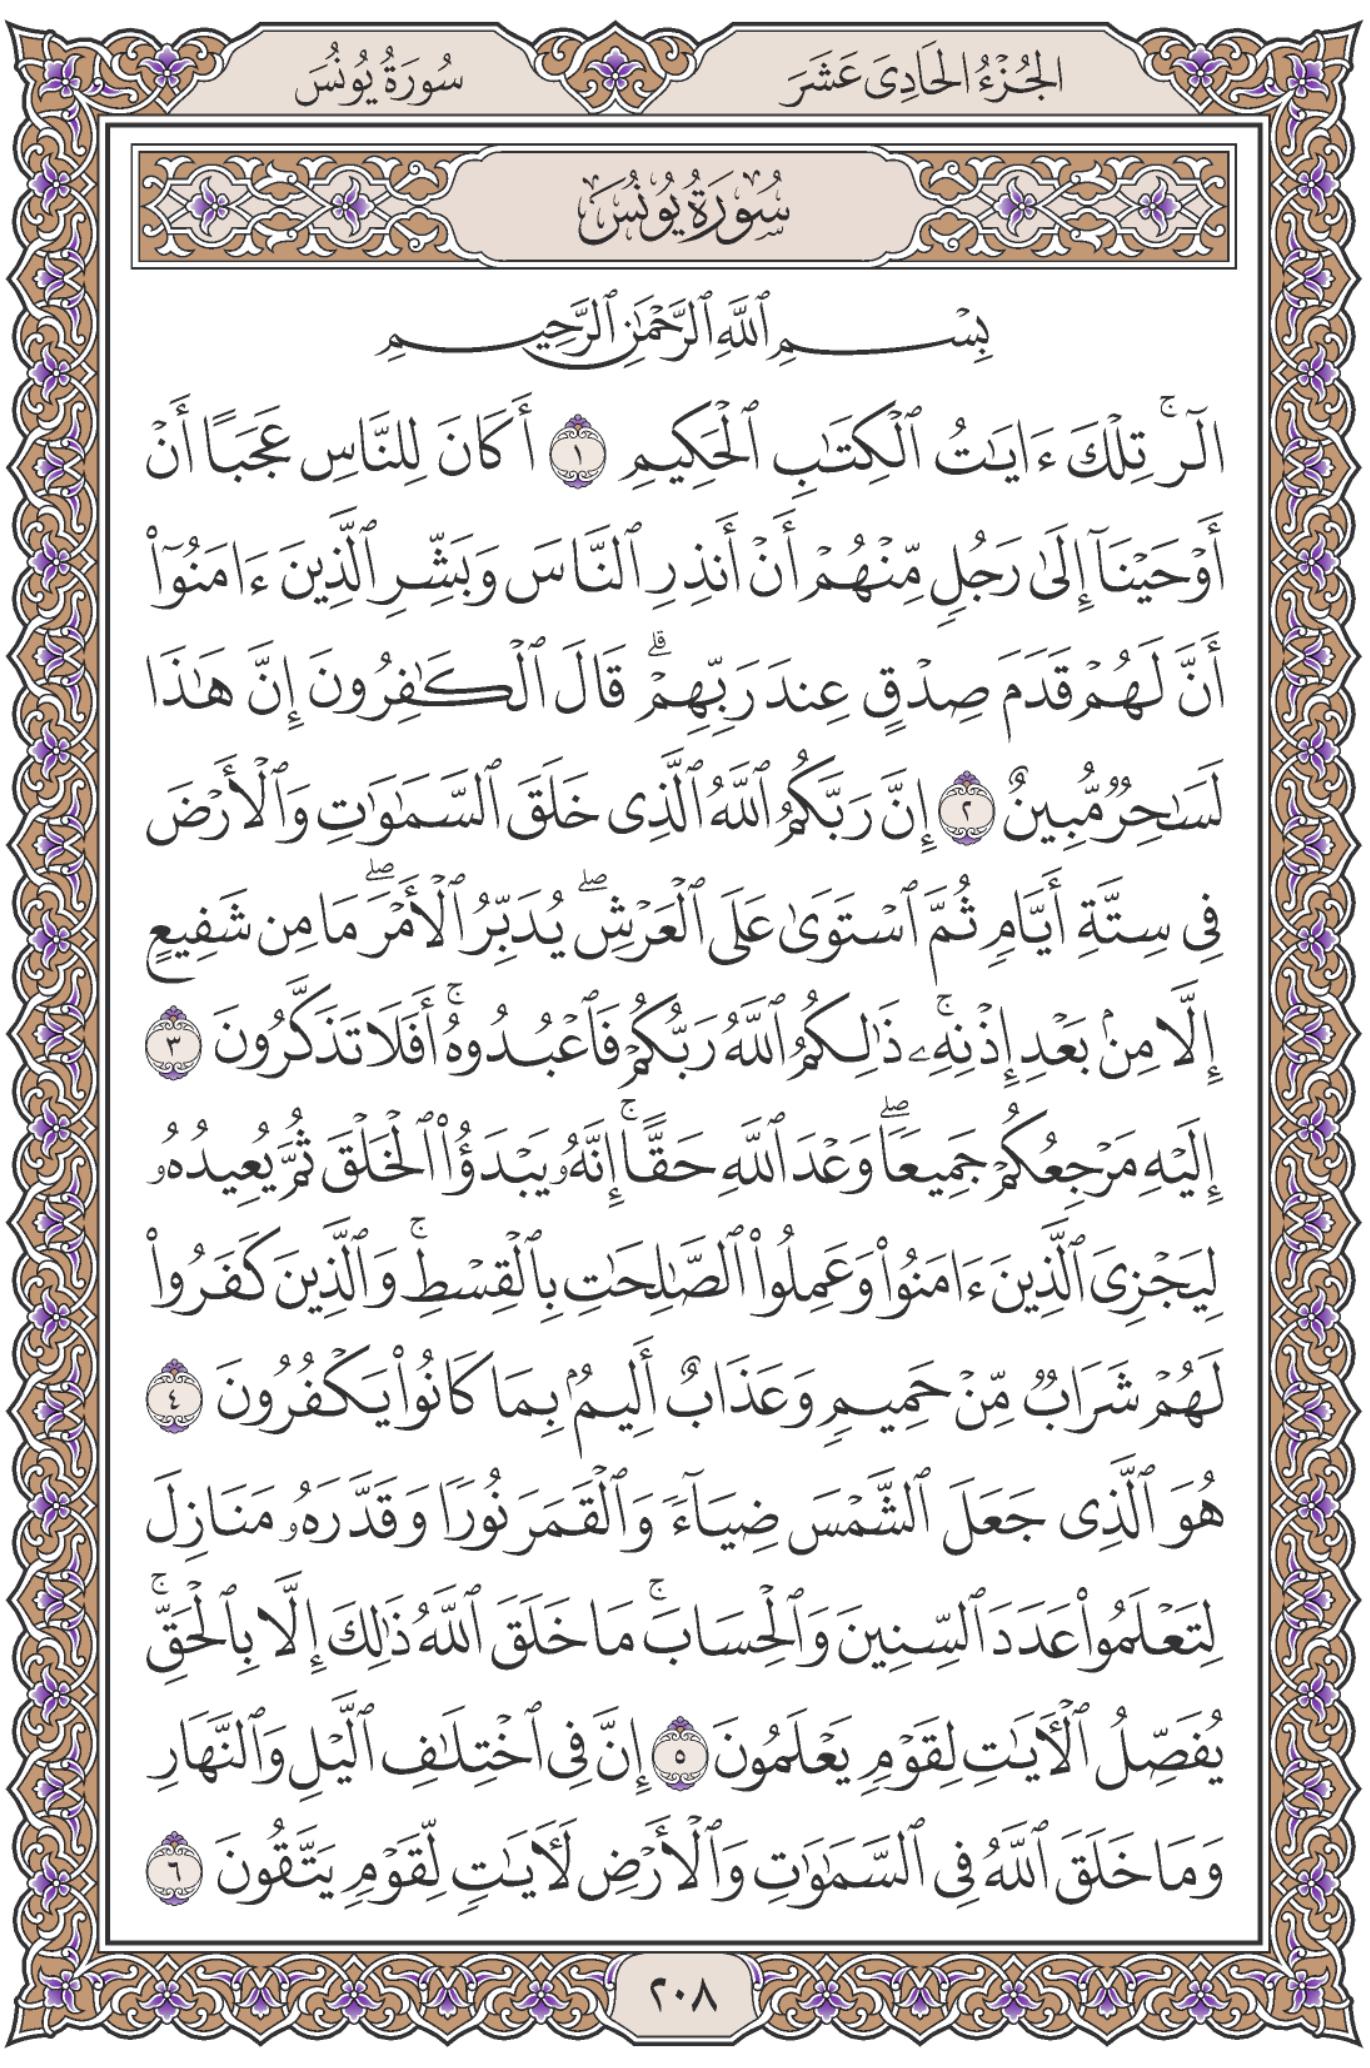 الجُزْءُ الحَادِى عَشَرَ
سُورَةُ يُونُسَ
سُورَةُ يُونُسَ
بِسْمِ ٱللَّهِ ٱلرَّحْمَٰنِ ٱلرَّحِيمِ
الٓرۚ تِلْكَ ءَايَٰتُ ٱلْكِتَٰبِ ٱلْحَكِيمِ ١ أَكَانَ لِلنَّاسِ عَجَبًا أَنْ
أَوْحَيْنَآ إِلَىٰ رَجُلٍ مِّنْهُمْ أَنْ أَنذِرِ ٱلنَّاسَ وَبَشِّرِ ٱلَّذِينَ ءَامَنُوٓا۟
أَنَّ لَهُمْ قَدَمَ صِدْقٍ عِندَ رَبِّهِمْۗ قَالَ ٱلْكَٰفِرُونَ إِنَّ هَٰذَا
لَسَٰحِرٌ مُّبِينٌ ٢ إِنَّ رَبَّكُمُ ٱللَّهُ ٱلَّذِى خَلَقَ ٱلسَّمَٰوَٰتِ وَٱلْأَرْضَ
فِى سِتَّةِ أَيَّامٍ ثُمَّ ٱسْتَوَىٰ عَلَى ٱلْعَرْشِۖ يُدَبِّرُ ٱلْأَمْرَۖ مَا مِن شَفِيعٍ
إِلَّا مِنۢ بَعْدِ إِذْنِهِۦۚ ذَٰلِكُمُ ٱللَّهُ رَبُّكُمْ فَٱعْبُدُوهُۚ أَفَلَا تَذَكَّرُونَ ٣
إِلَيْهِ مَرْجِعُكُمْ جَمِيعًاۖ وَعْدَ ٱللَّهِ حَقًّاۚ إِنَّهُۥ يَبْدَؤُا۟ ٱلْخَلْقَ ثُمَّ يُعِيدُهُۥ
لِيَجْزِىَ ٱلَّذِينَ ءَامَنُوا۟ وَعَمِلُوا۟ ٱلصَّٰلِحَٰتِ بِٱلْقِسْطِۚ وَٱلَّذِينَ كَفَرُوا۟
لَهُمْ شَرَابٌ مِّنْ حَمِيمٍ وَعَذَابٌ أَلِيمٌۢ بِمَا كَانُوا۟ يَكْفُرُونَ ٤
هُوَ ٱلَّذِى جَعَلَ ٱلشَّمْسَ ضِيَآءً وَٱلْقَمَرَ نُورًا وَقَدَّرَهُۥ مَنَازِلَ
لِتَعْلَمُوا۟ عَدَدَ ٱلسِّنِينَ وَٱلْحِسَابَۚ مَا خَلَقَ ٱللَّهُ ذَٰلِكَ إِلَّا بِٱلْحَقِّۚ
يُفَصِّلُ ٱلْءَايَٰتِ لِقَوْمٍ يَعْلَمُونَ ٥ إِنَّ فِى ٱخْتِلَٰفِ ٱلَّيْلِ وَٱلنَّهَارِ
وَمَا خَلَقَ ٱللَّهُ فِى ٱلسَّمَٰوَٰتِ وَٱلْأَرْضِ لَءَايَٰتٍ لِّقَوْمٍ يَتَّقُونَ ٦
٢٠٨